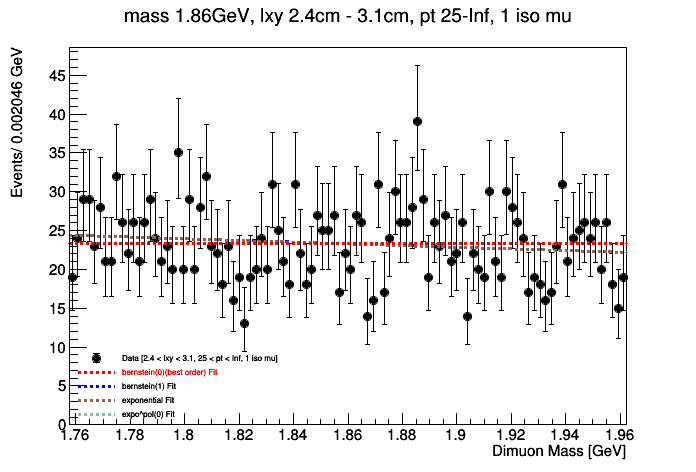 mass 1.86GeV, lxy 2.4cm - 3.1cm, pt 25-Inf, 1 iso mu
Events/ 0.002046 GeV
45
40
35
30
25
20
15
10
5
0
Data [2.4 < lxy < 3.1, 25 < pt < Inf, 1 iso mu]
bernstein(0)(best order) Fit
bernstein(1) Fit
exponential Fit
expo*pol(0) Fit
1.76 1.78 1.8 1.82 1.84 1.86 1.88 1.9 1.92 1.94 1.96
Dimuon Mass [GeV]